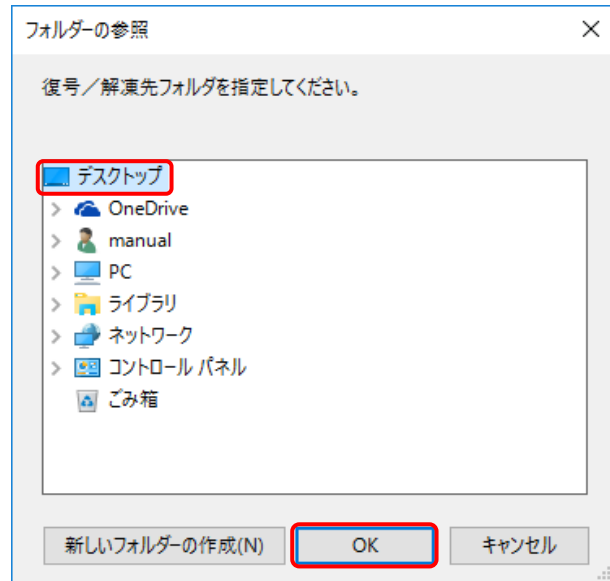 フォルダーの参照
復号／解凍先フォルダを指定してください。
デスクトップ
OneDrive
manual
PC
ライブラリ
ネットワーク
コントロール パネル
ごみ箱
新しいフォルダーの作成(N) OK キャンセル